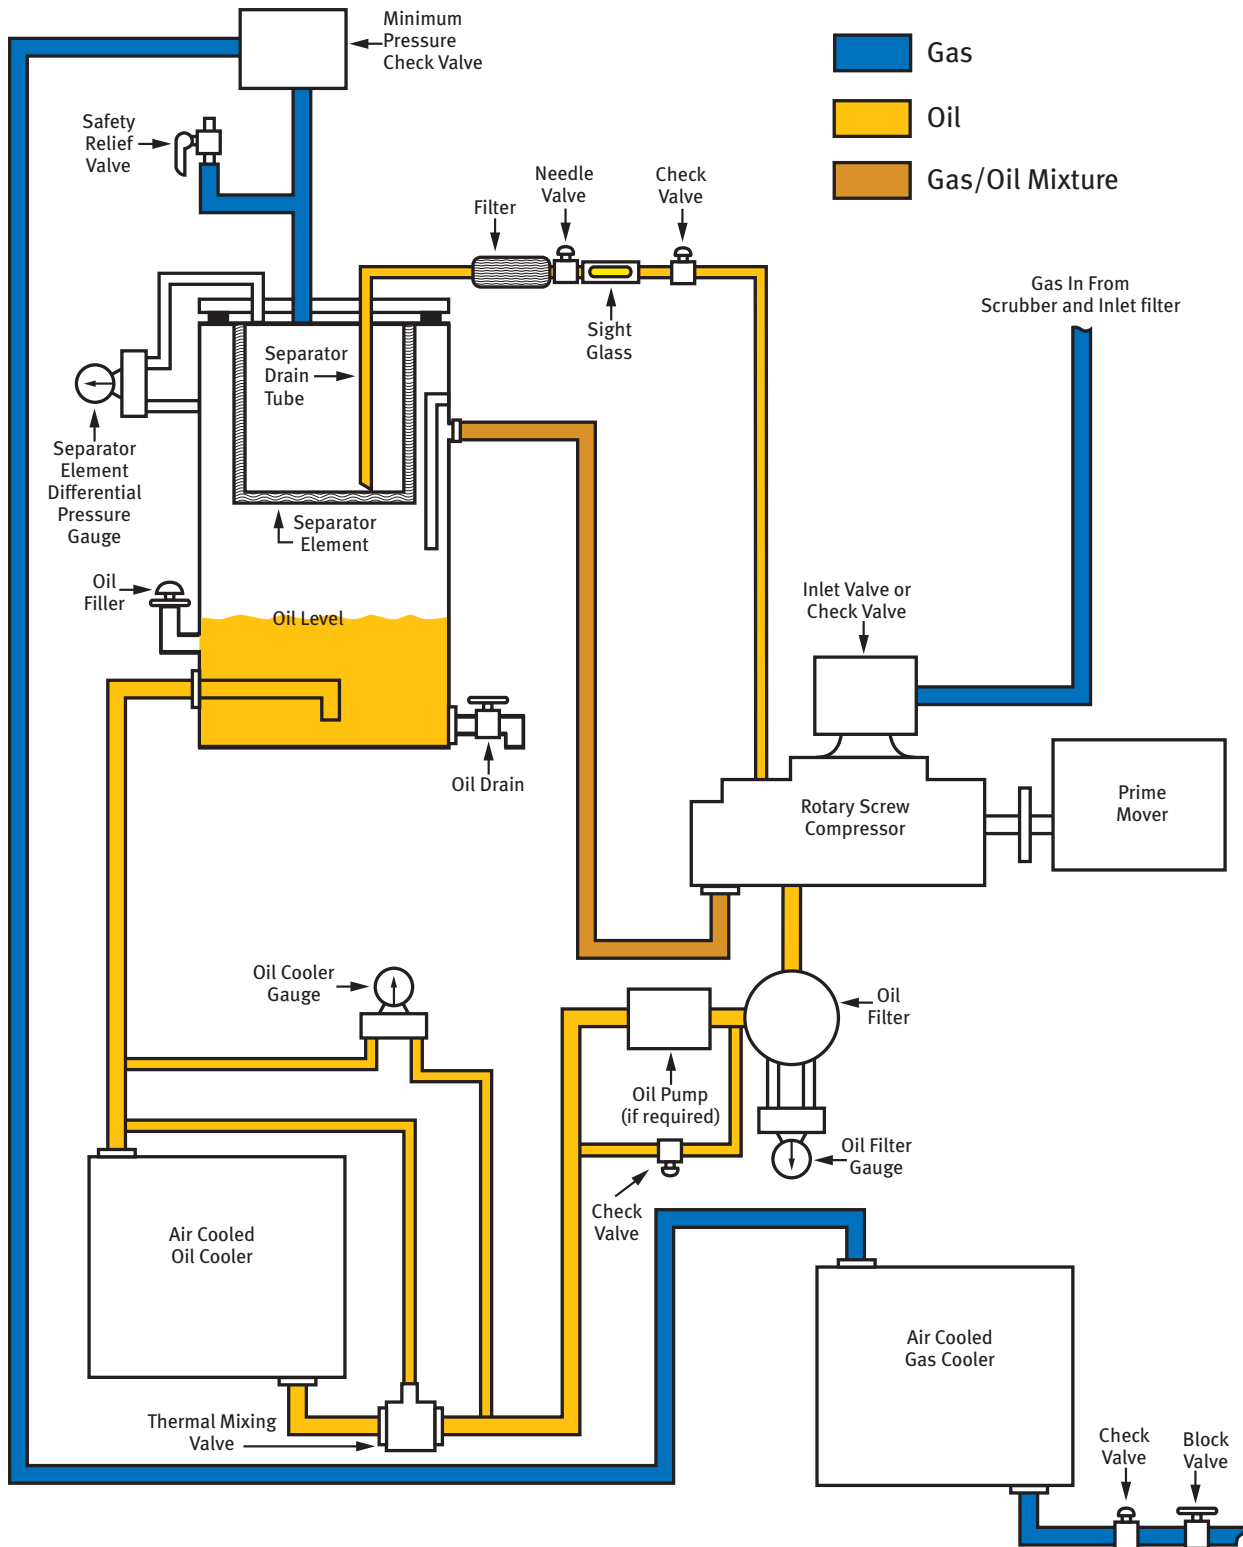 Minimum
Pressure
Check Valve
Gas
Oil
Gas/Oil Mixture
Safety
Relief
Valve
Filter
Needle
Valve
Check
Valve
Sight
Glass
Gas In From
Scrubber and Inlet filter
Separator
Drain
Tube
Separator
Element
Differential
Pressure
Gauge
Separator
Element
Oil
Filler
Oil Level
Oil Drain
Inlet Valve or
Check Valve
Rotary Screw
Compressor
Prime
Mover
Oil Cooler
Gauge
Oil
Filter
Oil Pump
(if required)
Oil Filter
Gauge
Check
Valve
Air Cooled
Oil Cooler
Air Cooled
Gas Cooler
Thermal Mixing
Valve
Check
Valve
Block
Valve